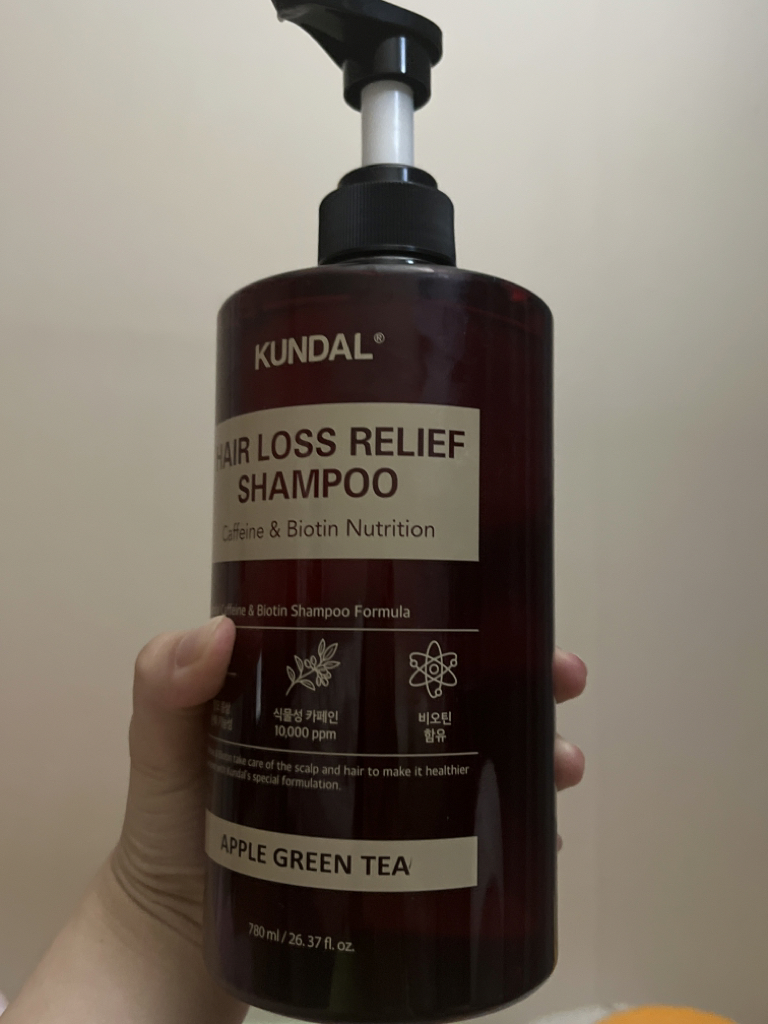 KUNDAL®
HAIR LOSS RELIEF
SHAMPOO
Caffeine & Biotin Nutrition
Caffeine & Biotin Shampoo Formula
식물성 카페인
10,000 ppm
비오틴
함유
take care of the scalp and hair to make it healthier
with Kundal's special formulation.
APPLE GREEN TEA
780 ml / 26. 37 fl. oz.